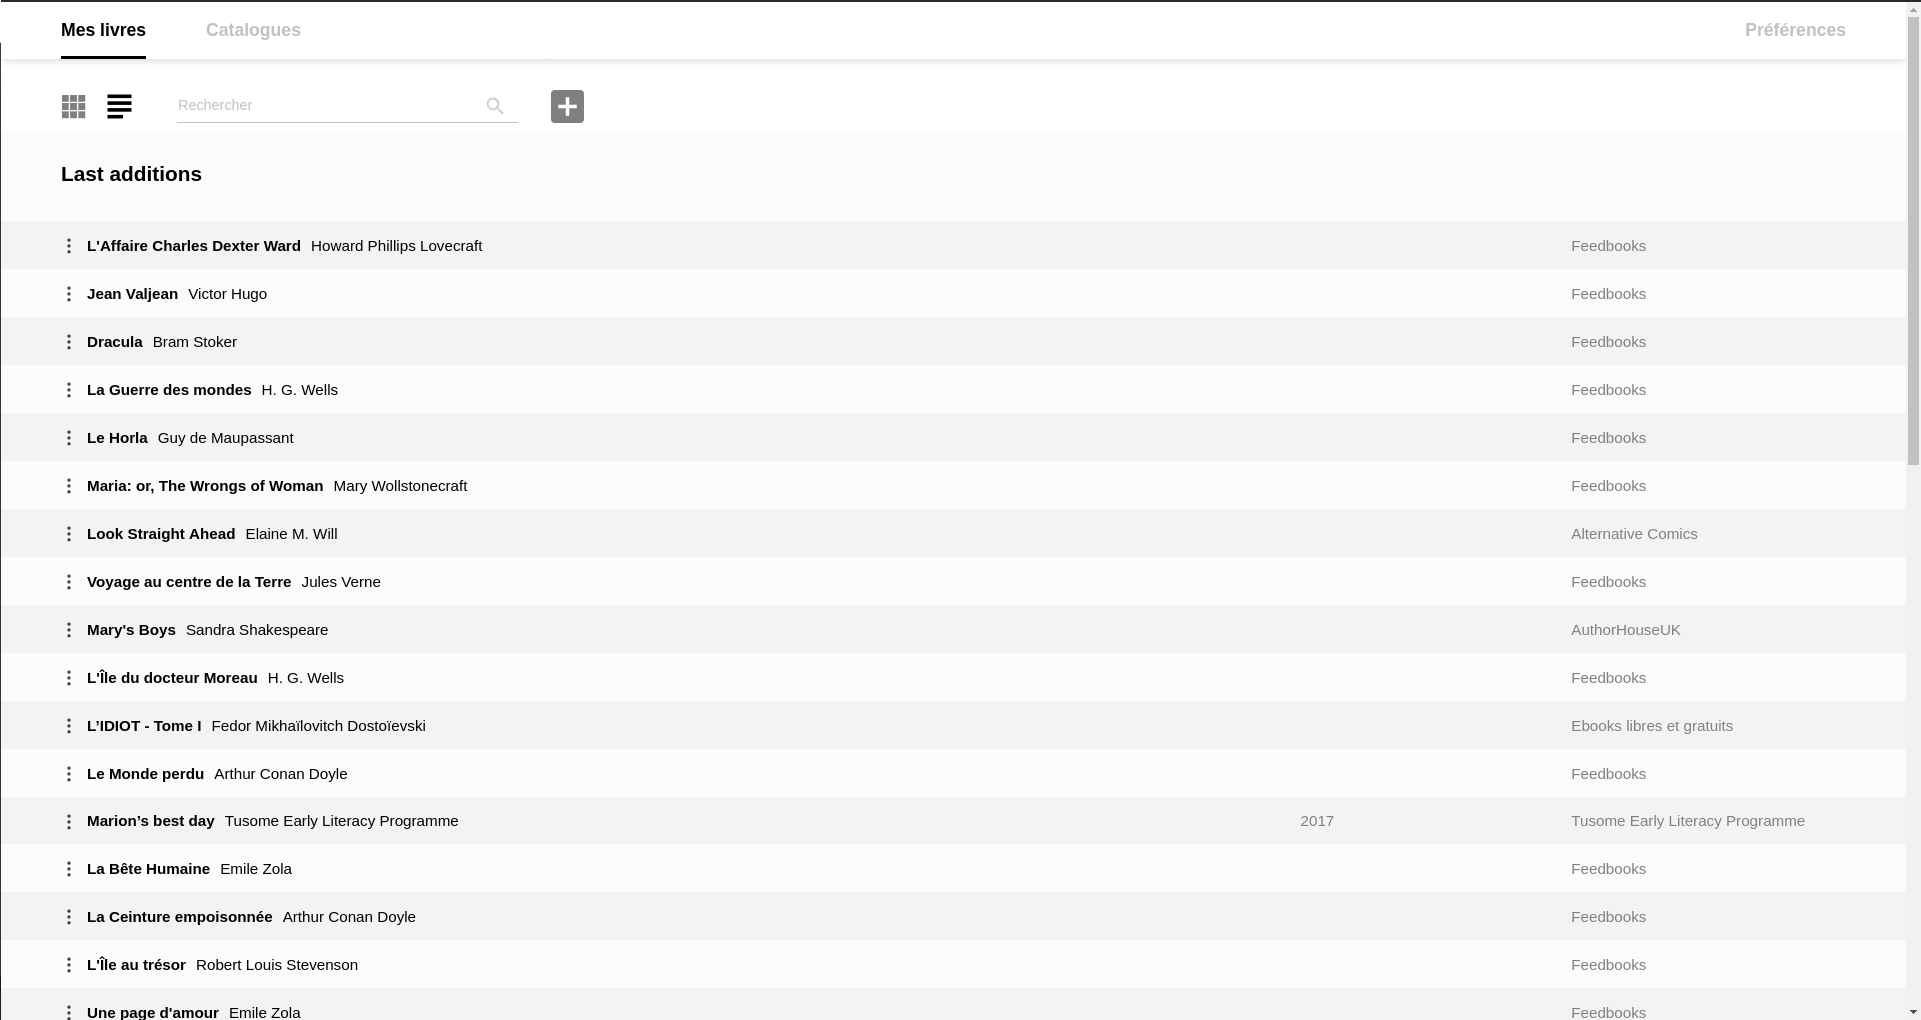 Mes livres Catalogues Préférences
Rechercher
Last additions
L'Affaire Charles Dexter Ward Howard Phillips Lovecraft Feedbooks
Jean Valjean Victor Hugo Feedbooks
Dracula Bram Stoker Feedbooks
La Guerre des mondes H. G. Wells Feedbooks
Le Horla Guy de Maupassant Feedbooks
Maria: or, The Wrongs of Woman Mary Wollstonecraft Feedbooks
Look Straight Ahead Elaine M. Will Alternative Comics
Voyage au centre de la Terre Jules Verne Feedbooks
Mary's Boys Sandra Shakespeare AuthorHouseUK
L'Île du docteur Moreau H. G. Wells Feedbooks
L’IDIOT - Tome I Fedor Mikhaïlovitch Dostoïevski Ebooks libres et gratuits
Le Monde perdu Arthur Conan Doyle Feedbooks
Marion’s best day Tusome Early Literacy Programme 2017 Tusome Early Literacy Programme
La Bête Humaine Emile Zola Feedbooks
La Ceinture empoisonnée Arthur Conan Doyle Feedbooks
L'Île au trésor Robert Louis Stevenson Feedbooks
Une page d'amour Emile Zola Feedbooks